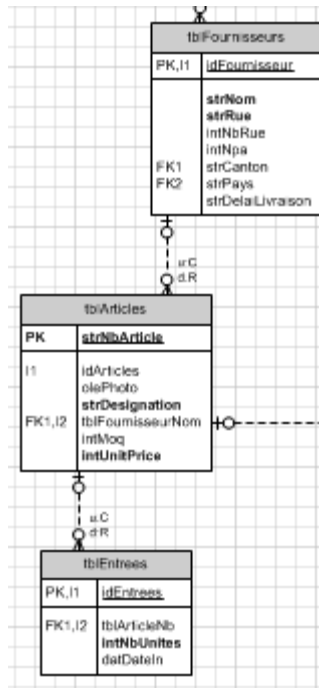 tblFournisseurs
PK,I1 idFournisseur
strNom
strRue
intNbRue
intNpa
FK1 strCanton
FK2 strPays
strDelaiLivraison
u:C
d:R
tblArticles
PK strNbArticle
I1 idArticles
olePhoto
strDesignation
FK1,I2 tblFournisseurNom
intMoq
intUnitPrice
u:C
d:R
tblEntrees
PK,I1 idEntrees
FK1,I2 tblArticleNb
intNbUnites
datDateIn